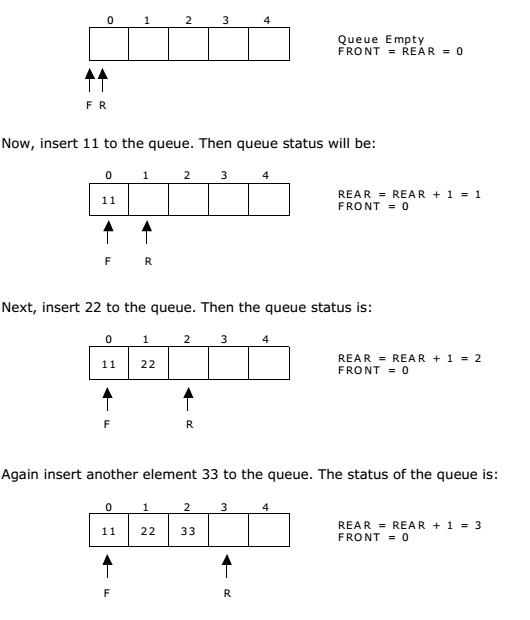 0 1 2 3 4
Queue Empty
FRONT = REAR = 0
F R
Now, insert 11 to the queue. Then queue status will be:
0 1 2 3 4
11
REAR = REAR + 1 = 1
FRONT = 0
F R
Next, insert 22 to the queue. Then the queue status is:
0 1 2 3 4
11 22
REAR = REAR + 1 = 2
FRONT = 0
F R
Again insert another element 33 to the queue. The status of the queue is:
0 1 2 3 4
11 22 33
REAR = REAR + 1 = 3
FRONT = 0
F R